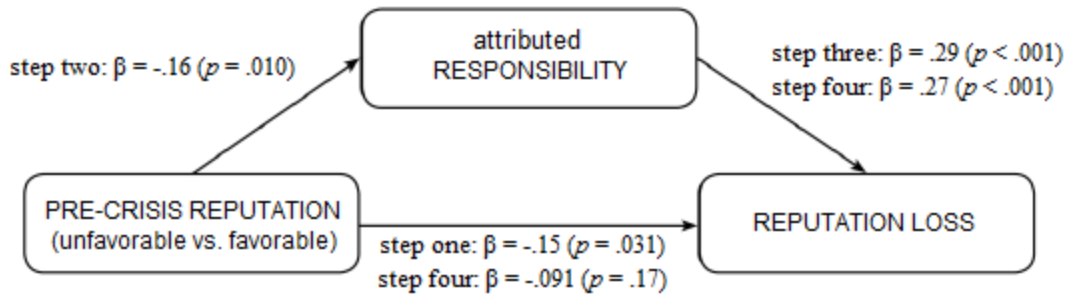 attributed
RESPONSIBILITY
step two: β = -.16 (p = .010)
step three: β = .29 (p < .001)
step four: β = .27 (p < .001)
PRE-CRISIS REPUTATION
(unfavorable vs. favorable)
REPUTATION LOSS
step one: β = -.15 (p = .031)
step four: β = -.091 (p = .17)